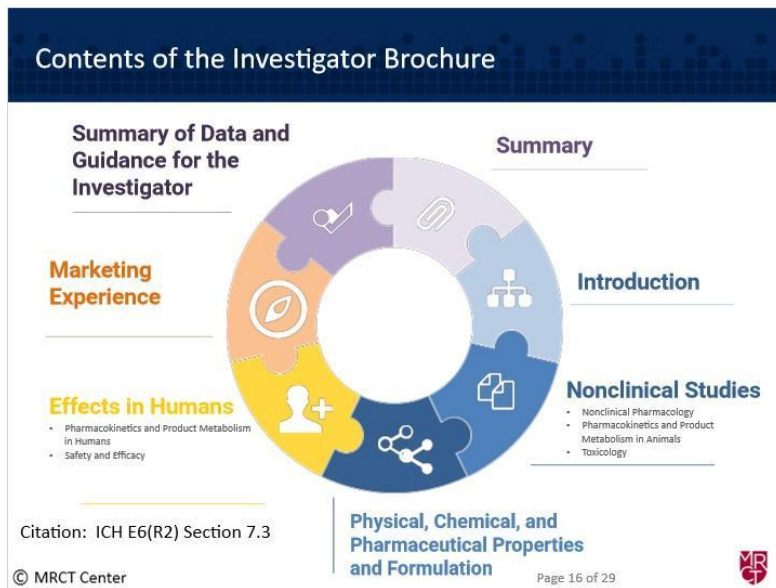 Contents of the Investigator Brochure
Summary of Data and
Guidance for the
Investigator
Summary
Marketing
Experience
Introduction
Effects in Humans
• Pharmacokinetics and Product Metabolism
in Humans
• Safety and Efficacy
Nonclinical Studies
• Nonclinical Pharmacology
• Pharmacokinetics and Product
Metabolism in Animals
• Toxicology
Physical, Chemical, and
Pharmaceutical Properties
and Formulation
Citation: ICH E6(R2) Section 7.3
© MRCT Center
Page 16 of 29
MR
CT